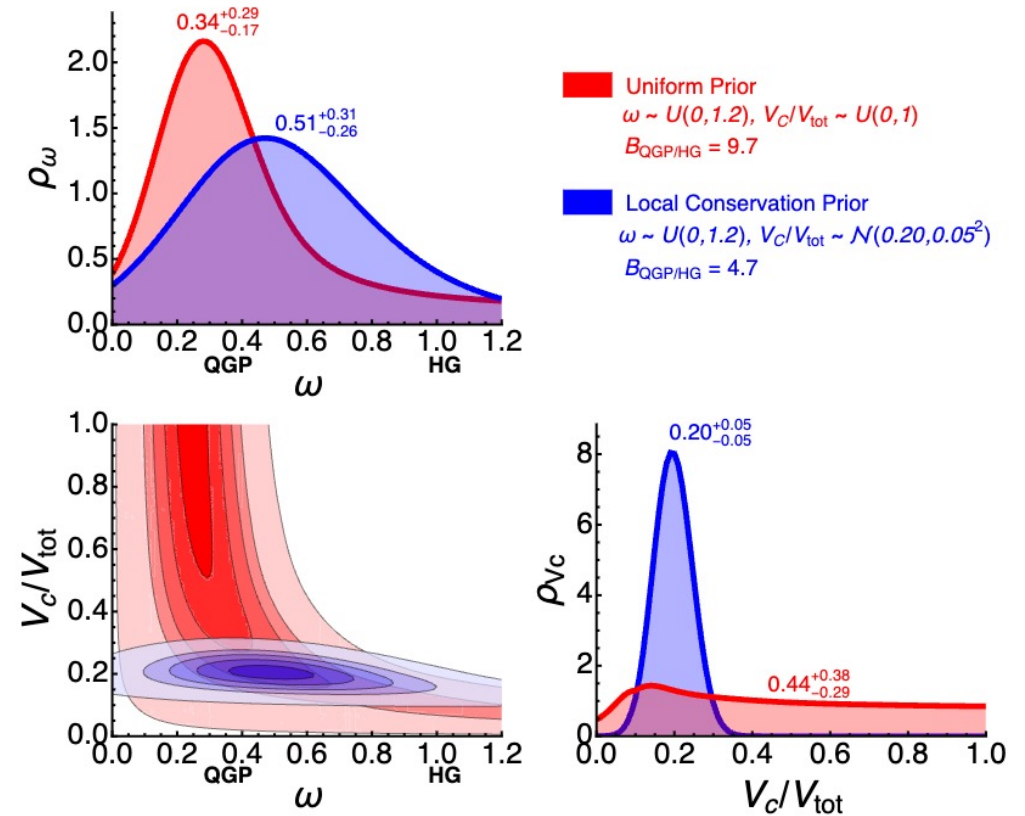 0.34 +0.29 −0.17
0.51 +0.31 −0.26
ρω
2.0
1.5
1.0
0.5
0.0
0.0 0.2 0.4 0.6 0.8 1.0 1.2
QGP HG
ω
Uniform Prior
ω ~ U(0,1.2), VC/Vtot ~ U(0,1)
BQGP/HG = 9.7
Local Conservation Prior
ω ~ U(0,1.2), VC/Vtot ~ N(0.20,0.05²)
BQGP/HG = 4.7
Vc/Vtot
1.0
0.8
0.6
0.4
0.2
0.0
0.0 0.2 0.4 0.6 0.8 1.0 1.2
QGP HG
ω
0.20 +0.05 −0.05
0.44 +0.38 −0.29
ρVc
8
6
4
2
0
0.0 0.2 0.4 0.6 0.8 1.0
Vc/Vtot